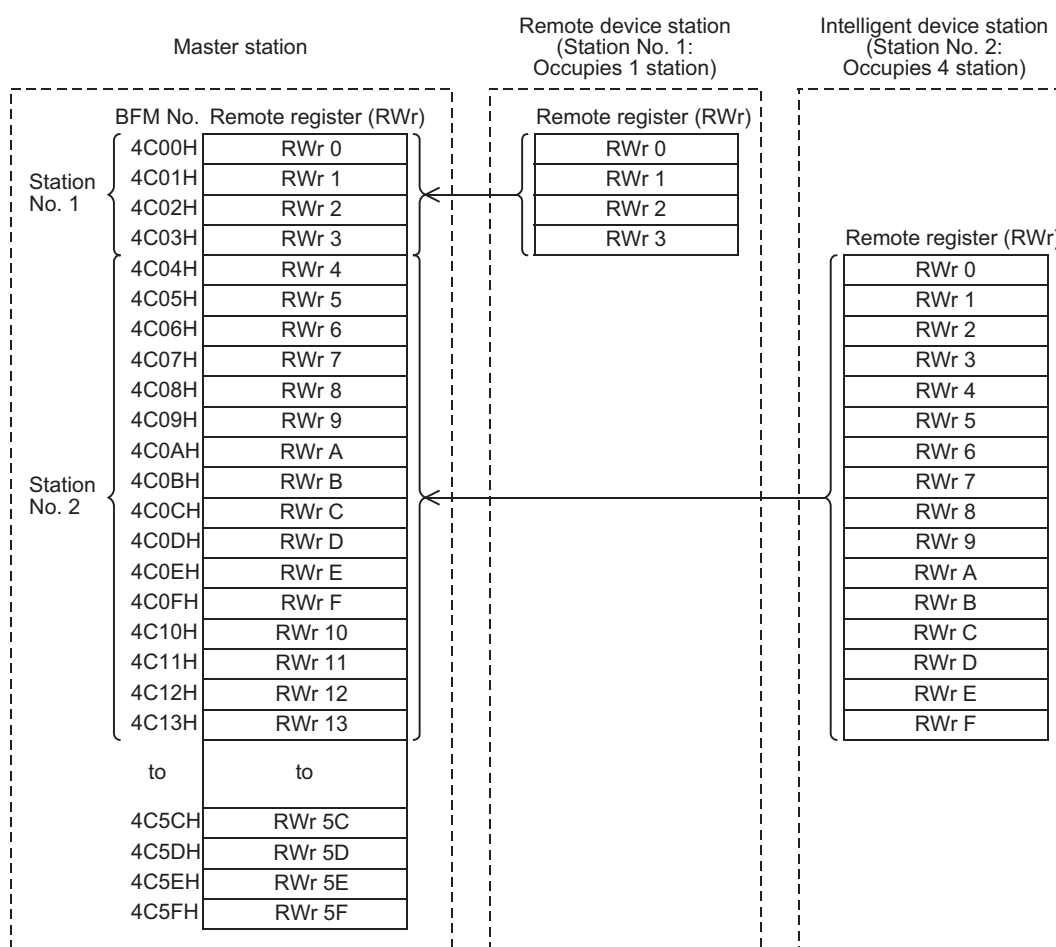 Master station
Remote device station
(Station No. 1:
Occupies 1 station)
Intelligent device station
(Station No. 2:
Occupies 4 station)
BFM No. Remote register (RWr)
Station
No. 1
4C00H RWr 0
4C01H RWr 1
4C02H RWr 2
4C03H RWr 3
Station
No. 2
4C04H RWr 4
4C05H RWr 5
4C06H RWr 6
4C07H RWr 7
4C08H RWr 8
4C09H RWr 9
4C0AH RWr A
4C0BH RWr B
4C0CH RWr C
4C0DH RWr D
4C0EH RWr E
4C0FH RWr F
4C10H RWr 10
4C11H RWr 11
4C12H RWr 12
4C13H RWr 13
to to
4C5CH RWr 5C
4C5DH RWr 5D
4C5EH RWr 5E
4C5FH RWr 5F
Remote register (RWr)
RWr 0
RWr 1
RWr 2
RWr 3
Remote register (RWr)
RWr 0
RWr 1
RWr 2
RWr 3
RWr 4
RWr 5
RWr 6
RWr 7
RWr 8
RWr 9
RWr A
RWr B
RWr C
RWr D
RWr E
RWr F